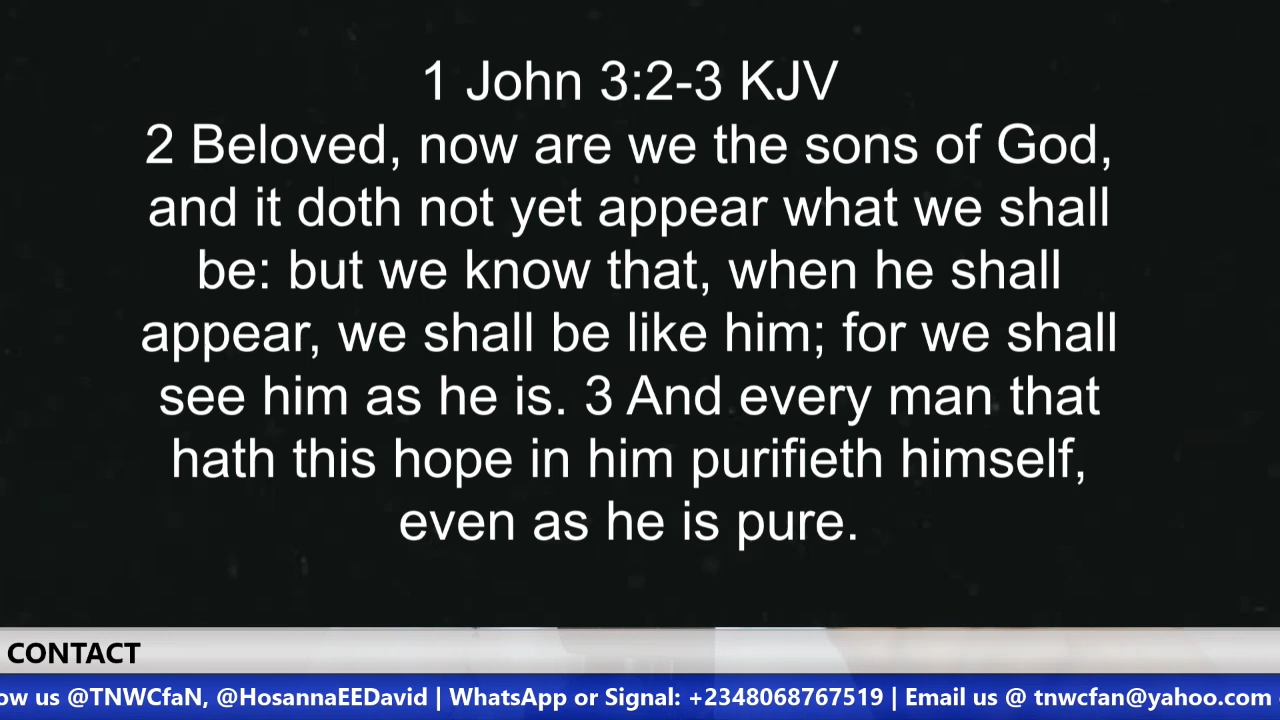 1 John 3:2-3 KJV
2 Beloved, now are we the sons of God,
and it doth not yet appear what we shall
be: but we know that, when he shall
appear, we shall be like him; for we shall
see him as he is. 3 And every man that
hath this hope in him purifieth himself,
even as he is pure.
CONTACT
us @TNWCfaN, @HosannaEEDavid | WhatsApp or Signal: +2348068767519 | Email us @ tnwcfan@yahoo.com